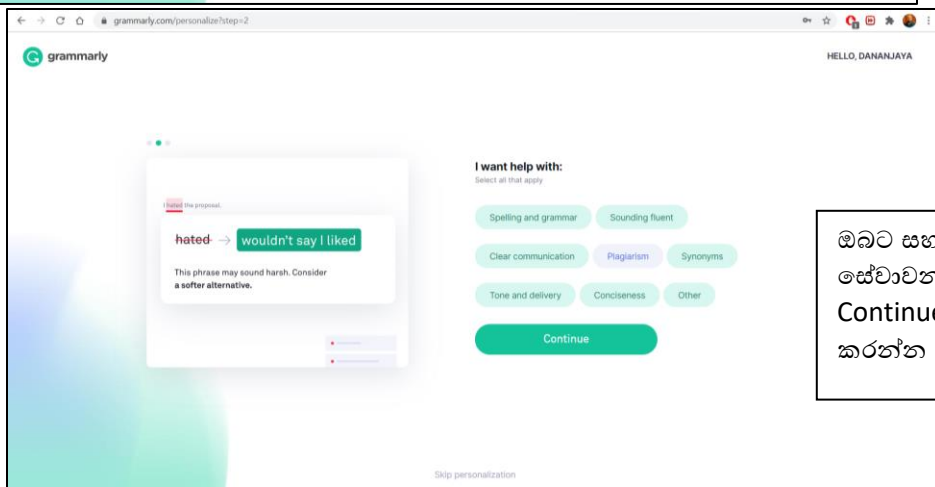 grammarly.com/personalize?step=2
grammarly
HELLO, DANANJAYA
I hated the proposal.
hated → wouldn't say I liked
This phrase may sound harsh. Consider
a softer alternative.
I want help with:
Select all that apply
Spelling and grammar Sounding fluent
Clear communication Plagiarism Synonyms
Tone and delivery Conciseness Other
Continue
Skip personalization
ඔබට
Continue
කරන්න